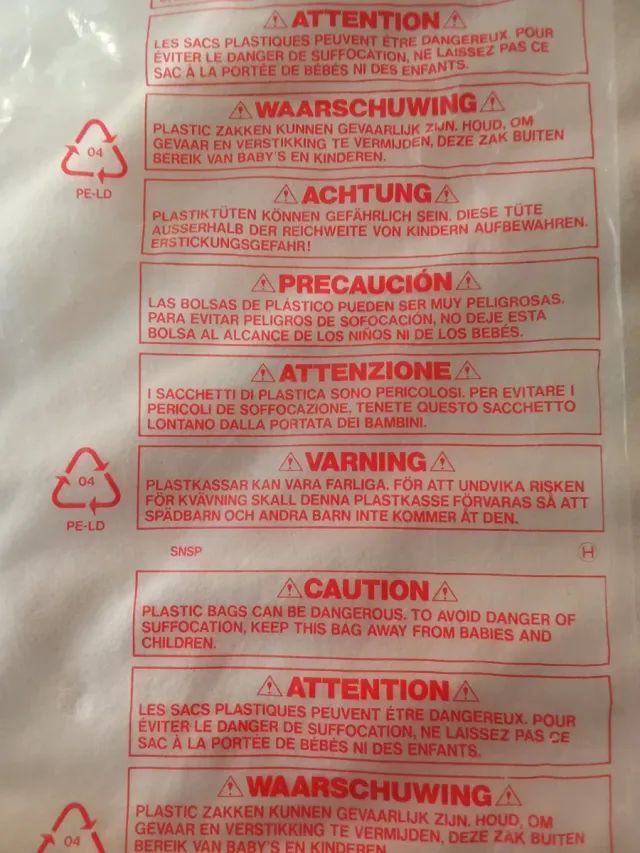 ATTENTION
LES SACS PLASTIQUES PEUVENT ÊTRE DANGEREUX. POUR
ÉVITER LE DANGER DE SUFFOCATION, NE LAISSEZ PAS CE
SAC À LA PORTÉE DE BÉBÉS NI DES ENFANTS.
WAARSCHUWING
PLASTIC ZAKKEN KUNNEN GEVAARLIJK ZIJN. HOUD, OM
GEVAAR EN VERSTIKKING TE VERMIJDEN, DEZE ZAK BUITEN
BEREIK VAN BABY'S EN KINDEREN.
04
PE-LD
ACHTUNG
PLASTIKTÜTEN KÖNNEN GEFÄHRLICH SEIN. DIESE TÜTE
AUSSERHALB DER REICHWEITE VON KINDERN AUFBEWAHREN.
ERSTICKUNGSGEFAHR!
PRECAUCIÓN
LAS BOLSAS DE PLÁSTICO PUEDEN SER MUY PELIGROSAS.
PARA EVITAR PELIGROS DE SOFOCACIÓN, NO DEJE ESTA
BOLSA AL ALCANCE DE LOS NIÑOS NI DE LOS BEBÉS.
ATTENZIONE
I SACCHETTI DI PLASTICA SONO PERICOLOSI. PER EVITARE I
PERICOLI DI SOFFOCAZIONE, TENETE QUESTO SACCHETTO
LONTANO DALLA PORTATA DEI BAMBINI.
VARNING
PLASTKASSAR KAN VARA FARLIGA. FÖR ATT UNDVIKA RISKEN
FÖR KVÄVNING SKALL DENNA PLASTKASSE FÖRVARAS SÅ ATT
SPÄDBARN OCH ANDRA BARN INTE KOMMER ÅT DEN.
04
PE-LD
SNSP
H
CAUTION
PLASTIC BAGS CAN BE DANGEROUS. TO AVOID DANGER OF
SUFFOCATION, KEEP THIS BAG AWAY FROM BABIES AND
CHILDREN.
ATTENTION
LES SACS PLASTIQUES PEUVENT ÊTRE DANGEREUX. POUR
ÉVITER LE DANGER DE SUFFOCATION, NE LAISSEZ PAS CE
SAC À LA PORTÉE DE BÉBÉS NI DES ENFANTS.
WAARSCHUWING
PLASTIC ZAKKEN KUNNEN GEVAARLIJK ZIJN. HOUD, OM
GEVAAR EN VERSTIKKING TE VERMIJDEN, DEZE ZAK BUITEN
BEREIK VAN BABY'S EN KINDEREN.
04